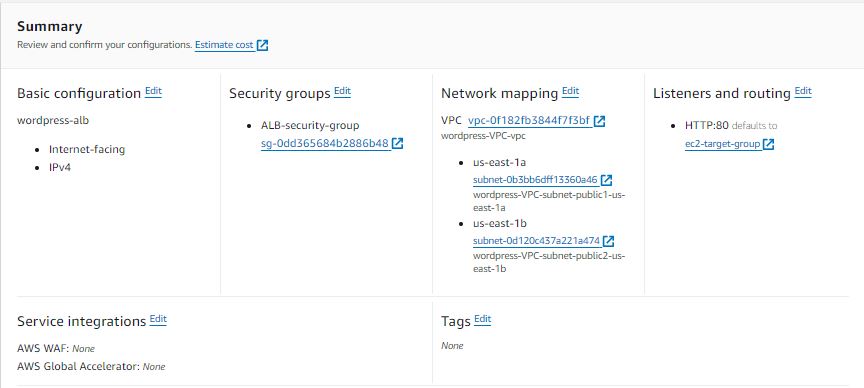 Summary
Review and confirm your configurations. Estimate cost
Basic configuration Edit
wordpress-alb
Internet-facing
IPv4
Security groups Edit
ALB-security-group
sg-0dd365684b2886b48
Network mapping Edit
VPC vpc-0f182fb3844f7f3bf
wordpress-VPC-vpc
us-east-1a
subnet-0b3bb6dff13360a46
wordpress-VPC-subnet-public1-us-
east-1a
us-east-1b
subnet-0d120c437a221a474
wordpress-VPC-subnet-public2-us-
east-1b
Listeners and routing Edit
HTTP:80 defaults to
ec2-target-group
Service integrations Edit
AWS WAF: None
AWS Global Accelerator: None
Tags Edit
None